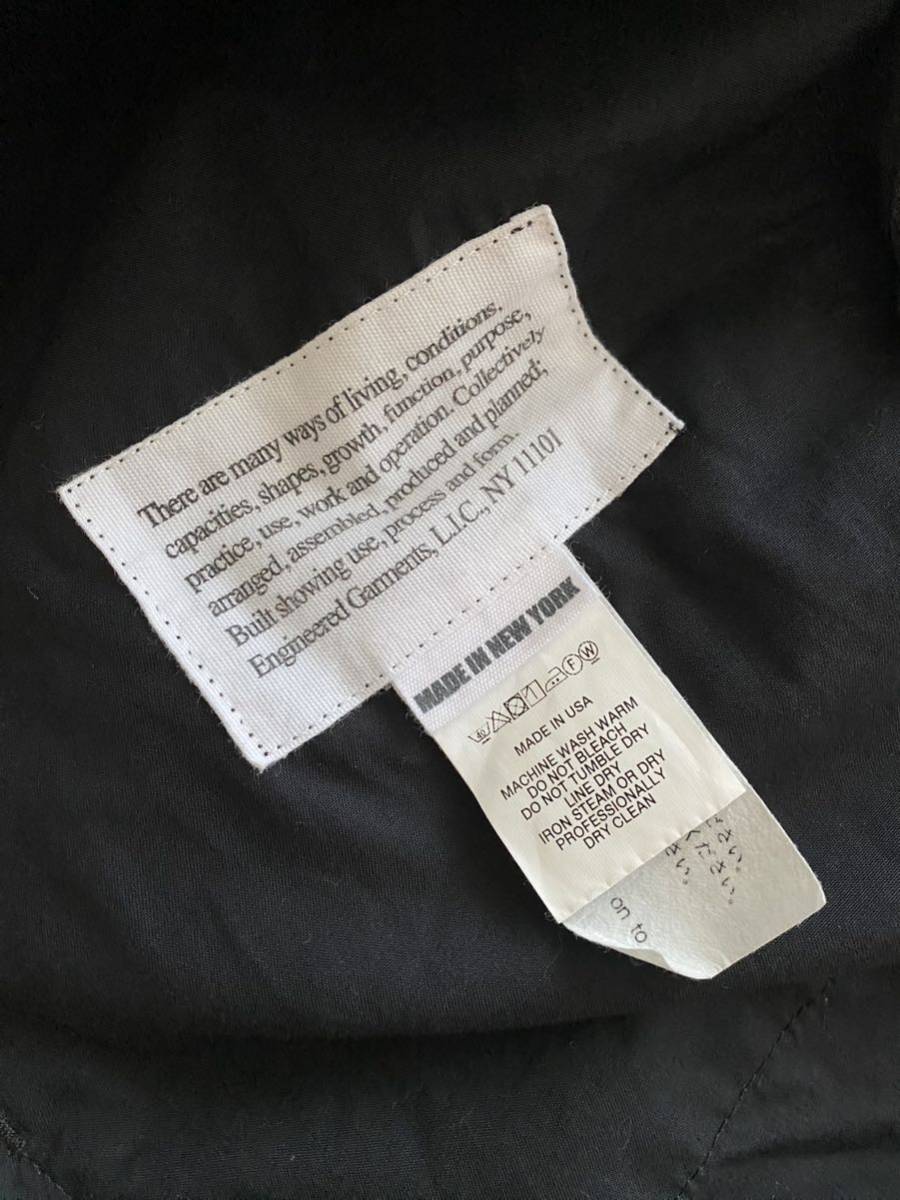 There are many ways of living, conditions,
capacities, shapes, growth, function, purpose,
practice, use, work and operation. Collectively
arranged, assembled, produced and planned;
Built showing use, process and form.
Engineered Garments, L.I.C., NY 11101
MADE IN NEW YORK
F W
MADE IN USA
MACHINE WASH WARM
DO NOT BLEACH
DO NOT TUMBLE DRY
LINE DRY
IRON STEAM OR DRY
PROFESSIONALLY
DRY CLEAN
on to